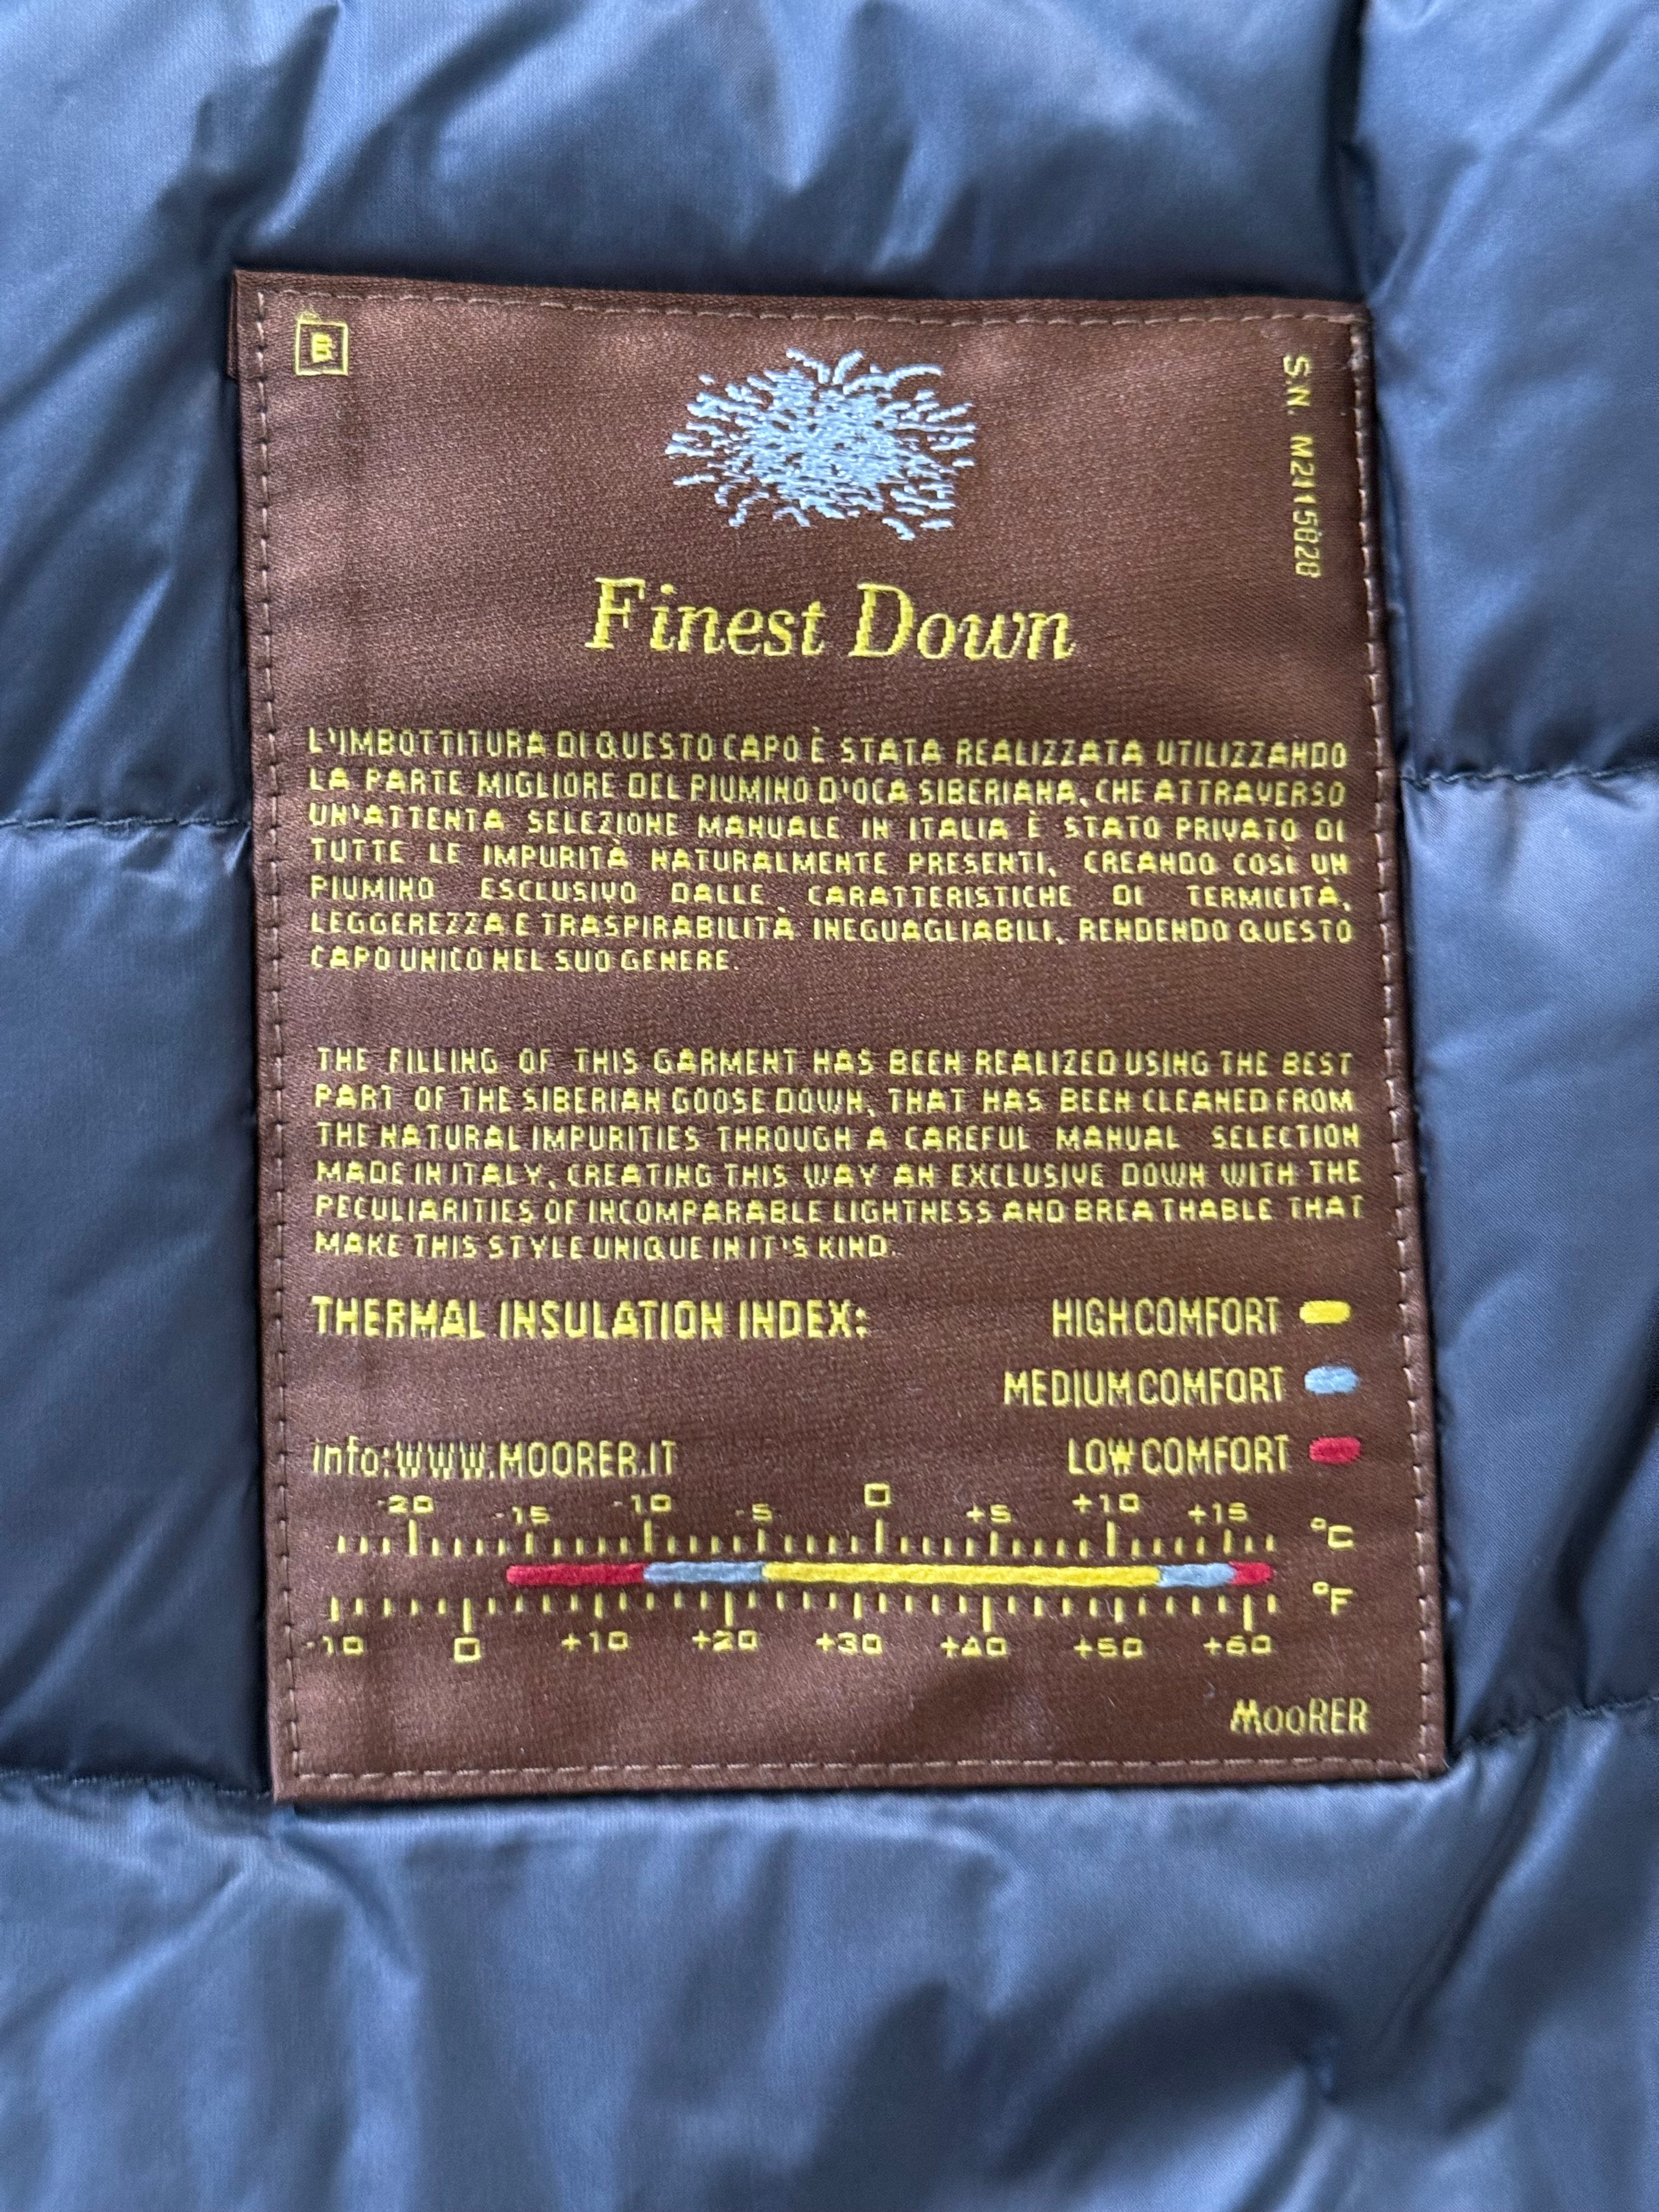 B
S.N. M2115828
Finest Down
L'IMBOTTITURA DI QUESTO CAPO È STATA REALIZZATA UTILIZZANDO
LA PARTE MIGLIORE DEL PIUMINO D'OCA SIBERIANA, CHE ATTRAVERSO
UN'ATTENTA SELEZIONE MANUALE IN ITALIA È STATO PRIVATO DI
TUTTE LE IMPURITÀ NATURALMENTE PRESENTI, CREANDO COSÌ UN
PIUMINO ESCLUSIVO DALLE CARATTERISTICHE DI TERMICITÀ,
LEGGEREZZA E TRASPIRABILITÀ INEGUAGLIABILI, RENDENDO QUESTO
CAPO UNICO NEL SUO GENERE.
THE FILLING OF THIS GARMENT HAS BEEN REALIZED USING THE BEST
PART OF THE SIBERIAN GOOSE DOWN, THAT HAS BEEN CLEANED FROM
THE NATURAL IMPURITIES THROUGH A CAREFUL MANUAL SELECTION
MADE IN ITALY, CREATING THIS WAY AN EXCLUSIVE DOWN WITH THE
PECULIARITIES OF INCOMPARABLE LIGHTNESS AND BREATHABLE THAT
MAKE THIS STYLE UNIQUE IN IT'S KIND.
THERMAL INSULATION INDEX: HIGH COMFORT
MEDIUM COMFORT
info:WWW.MOORER.IT LOW COMFORT
-20 -15 -10 -5 0 +5 +10 +15 °C
°F
-10 0 +10 +20 +30 +40 +50 +60
MOORER